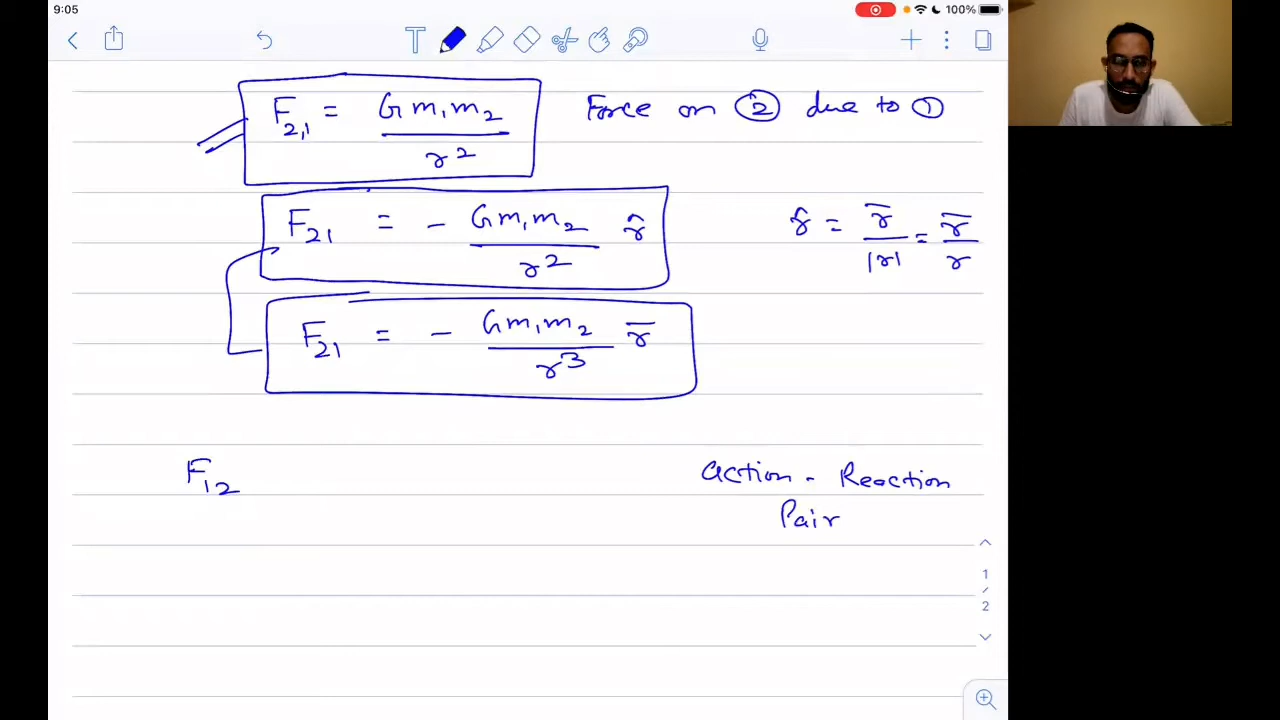 9:05
100%
T
F2,1 = Gm1m2 / r2 Force on ② due to ①
F21 = - Gm1m2 / r2 r̂ r̂ = r̅ / |r| = r̅ / r
F21 = - Gm1m2 / r3 r̅
F12 action - Reaction
Pair
1
2